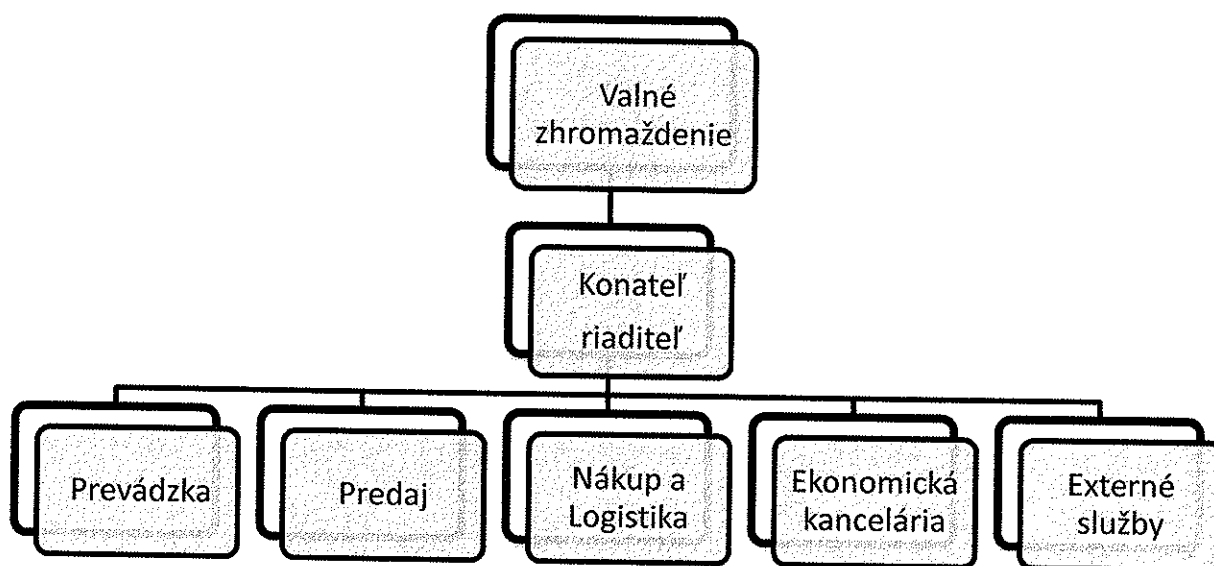 Valné
zhromaždenie
Konateľ
riaditeľ
Prevádzka
Predaj
Nákup a
Logistika
Ekonomická
kancelária
Externé
služby